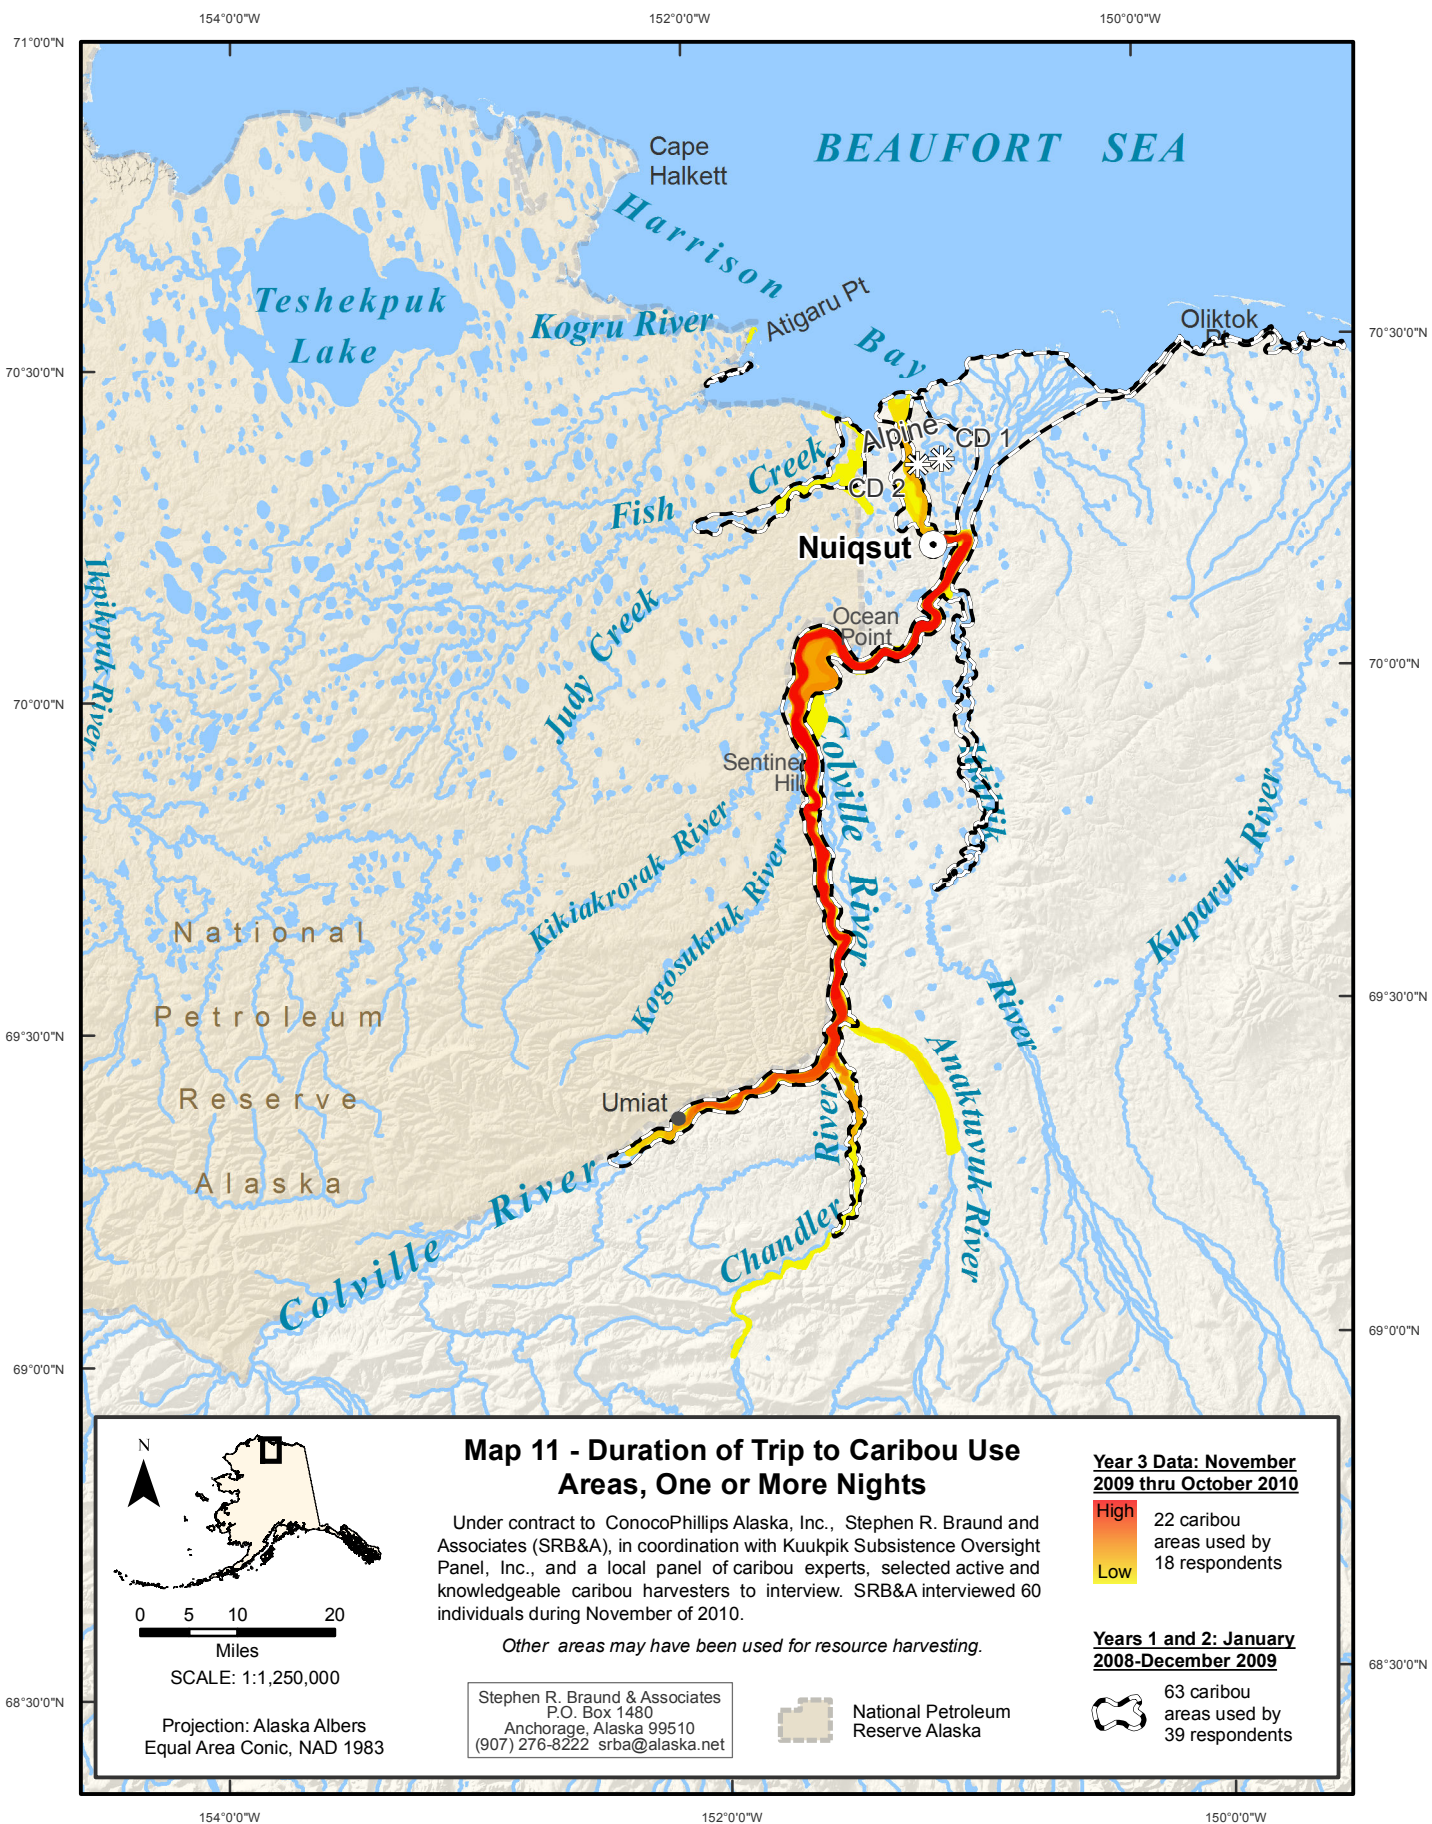 154°0'0"W
152°0'0"W
150°0'0"W
71°0'0"N
BEAUFORT SEA
Cape
Halkett
Harrison
Bay
Teshekpuk
Lake
Kogru River
Atigaru Pt
Oliktok
70°30'0"N
70°30'0"N
Alpine
CD 1
CD 2
Fish Creek
Nuiqsut
Ikpikpuk River
Judy Creek
Ocean
Point
70°0'0"N
70°0'0"N
Colville River
Sentinel
Hill
Itkillik
River
Kikiakrorak River
Kogosukruk River
Kuparuk River
National
Petroleum
Reserve
Alaska
69°30'0"N
69°30'0"N
Anaktuvuk River
Umiat
Chandler
River
Colville River
69°0'0"N
69°0'0"N
N
0 5 10 20
Miles
SCALE: 1:1,250,000
Projection: Alaska Albers
Equal Area Conic, NAD 1983
Map 11 - Duration of Trip to Caribou Use
Areas, One or More Nights
Under contract to ConocoPhillips Alaska, Inc., Stephen R. Braund and
Associates (SRB&A), in coordination with Kuukpik Subsistence Oversight
Panel, Inc., and a local panel of caribou experts, selected active and
knowledgeable caribou harvesters to interview. SRB&A interviewed 60
individuals during November of 2010.
Other areas may have been used for resource harvesting.
Stephen R. Braund & Associates
P.O. Box 1480
Anchorage, Alaska 99510
(907) 276-8222 srba@alaska.net
National Petroleum
Reserve Alaska
Year 3 Data: November
2009 thru October 2010
High
Low
22 caribou
areas used by
18 respondents
Years 1 and 2: January
2008-December 2009
63 caribou
areas used by
39 respondents
68°30'0"N
68°30'0"N
154°0'0"W
152°0'0"W
150°0'0"W